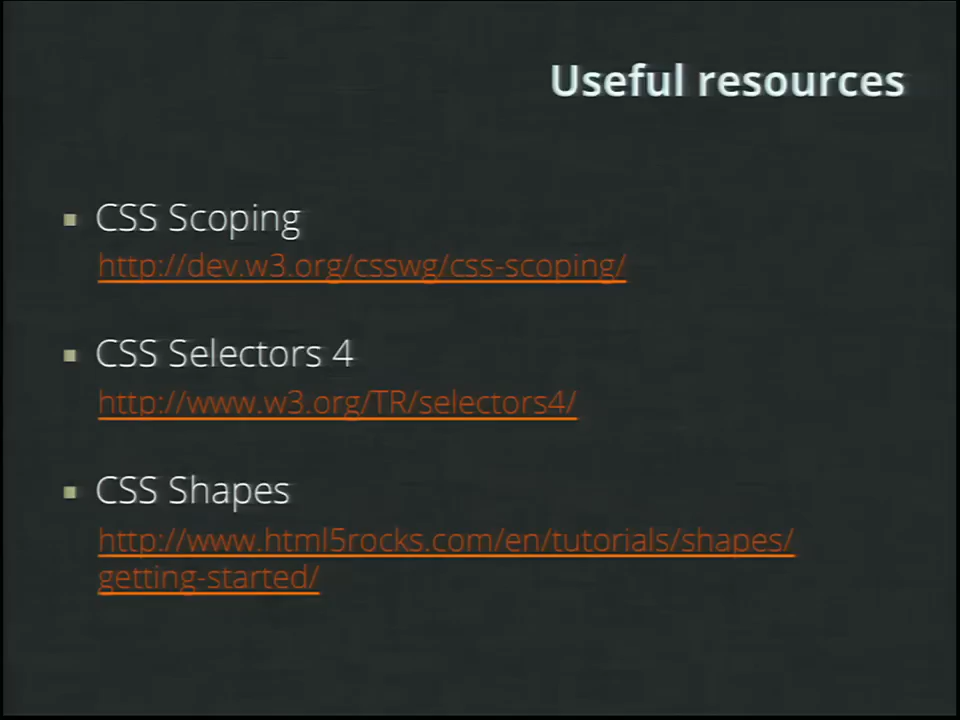 Useful resources
CSS Scoping
http://dev.w3.org/csswg/css-scoping/
CSS Selectors 4
http://www.w3.org/TR/selectors4/
CSS Shapes
http://www.html5rocks.com/en/tutorials/shapes/
getting-started/